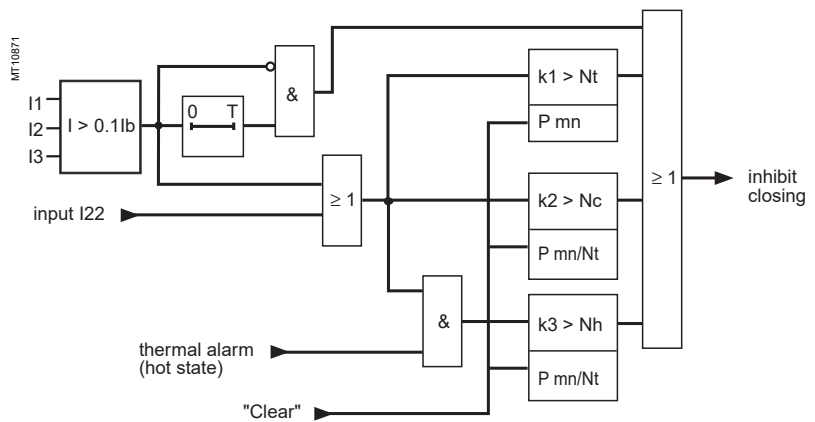 MT10871
I1
I2
I3
I > 0.1Ib
0 T
&
≥ 1
input I22
k1 > Nt
P mn
k2 > Nc
P mn/Nt
&
k3 > Nh
P mn/Nt
thermal alarm
(hot state)
"Clear"
≥ 1
inhibit
closing